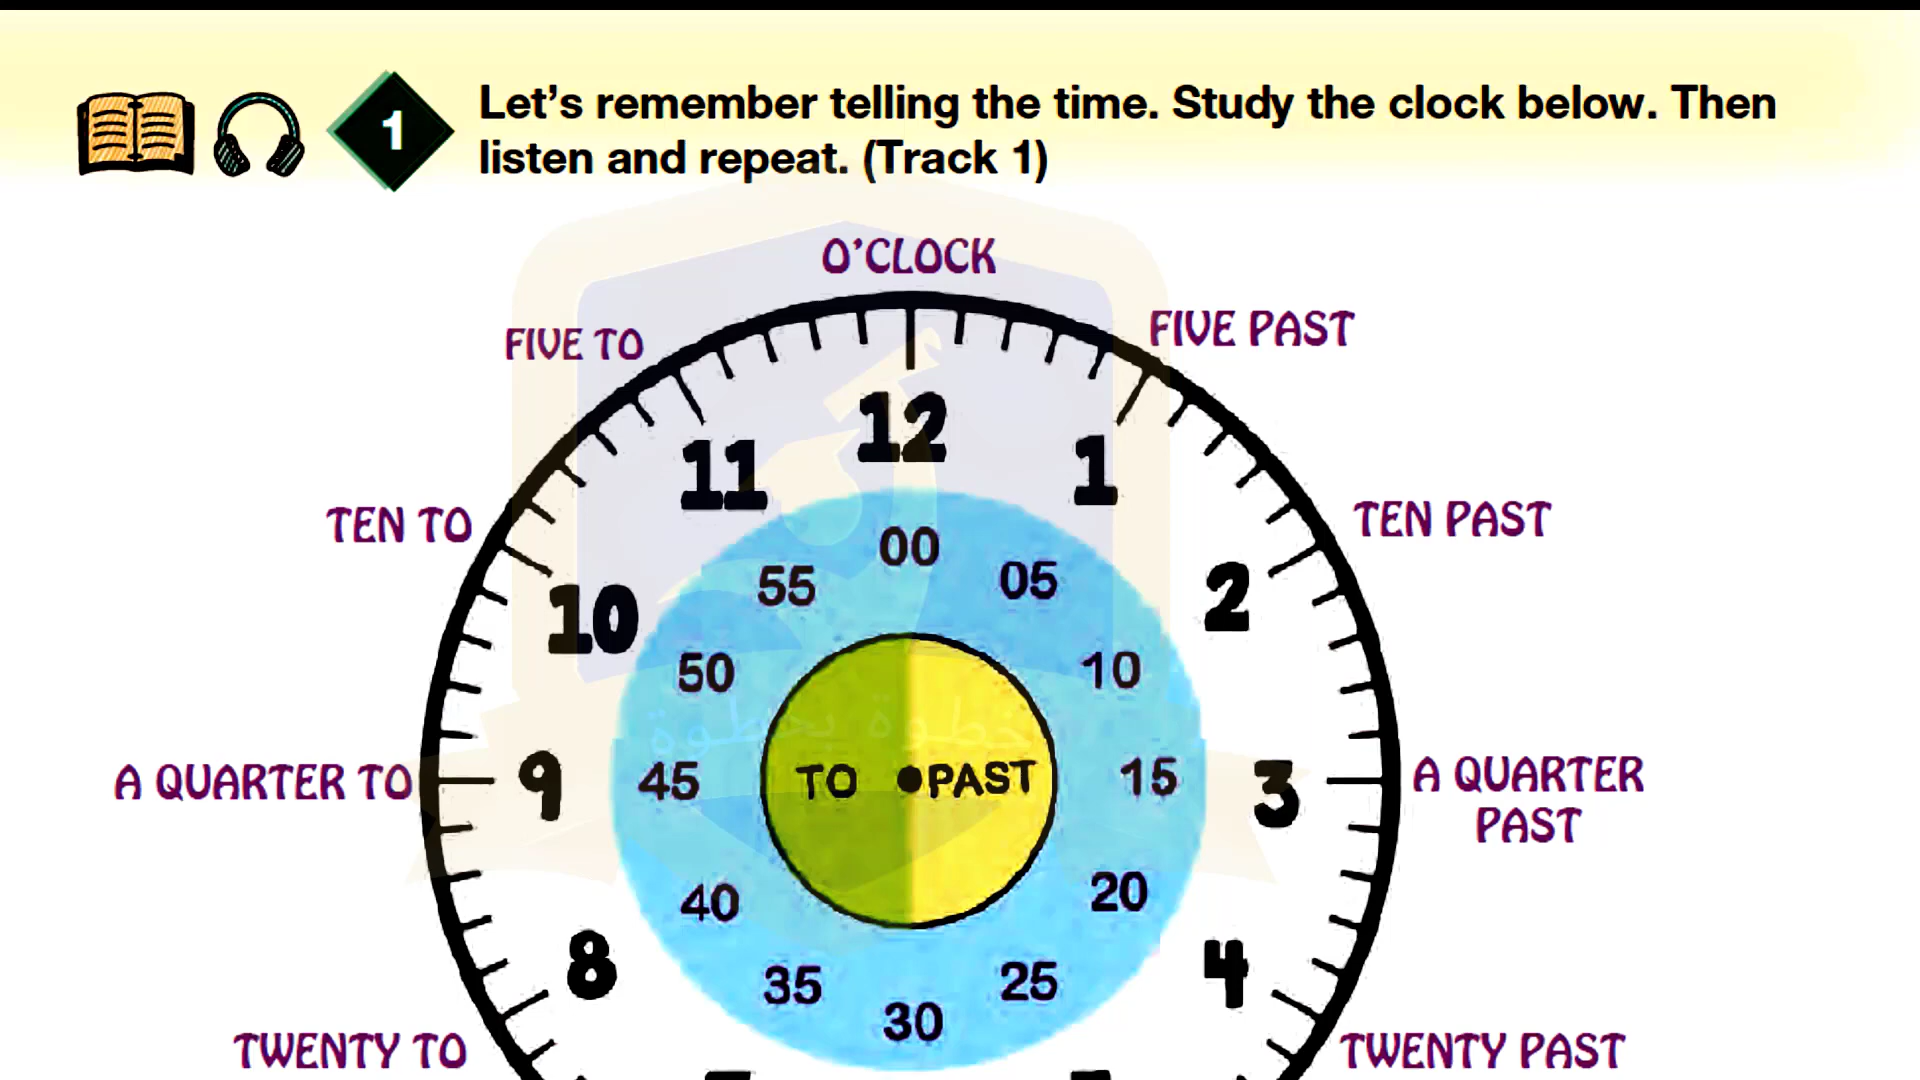 1
Let's remember telling the time. Study the clock below. Then
listen and repeat. (Track 1)
O'CLOCK
FIVE TO
FIVE PAST
12
11
1
TEN TO
TEN PAST
00
55
05
10
2
50
10
خطوة بخطوة
A QUARTER TO
9
45
TO
PAST
15
3
A QUARTER
PAST
40
20
8
35
25
4
30
TWENTY TO
TWENTY PAST